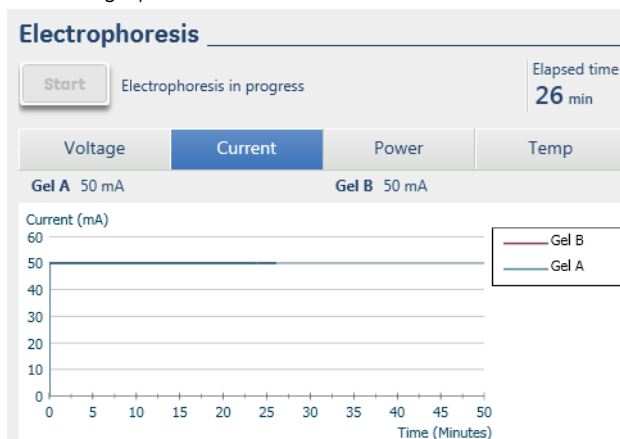 Electrophoresis
Start
Electrophoresis in progress
Elapsed time
26 min
Voltage
Current
Power
Temp
Gel A 50 mA
Gel B 50 mA
Current (mA)
60
50
40
30
20
10
0
0 5 10 15 20 25 30 35 40 45 50
Time (Minutes)
Gel B
Gel A